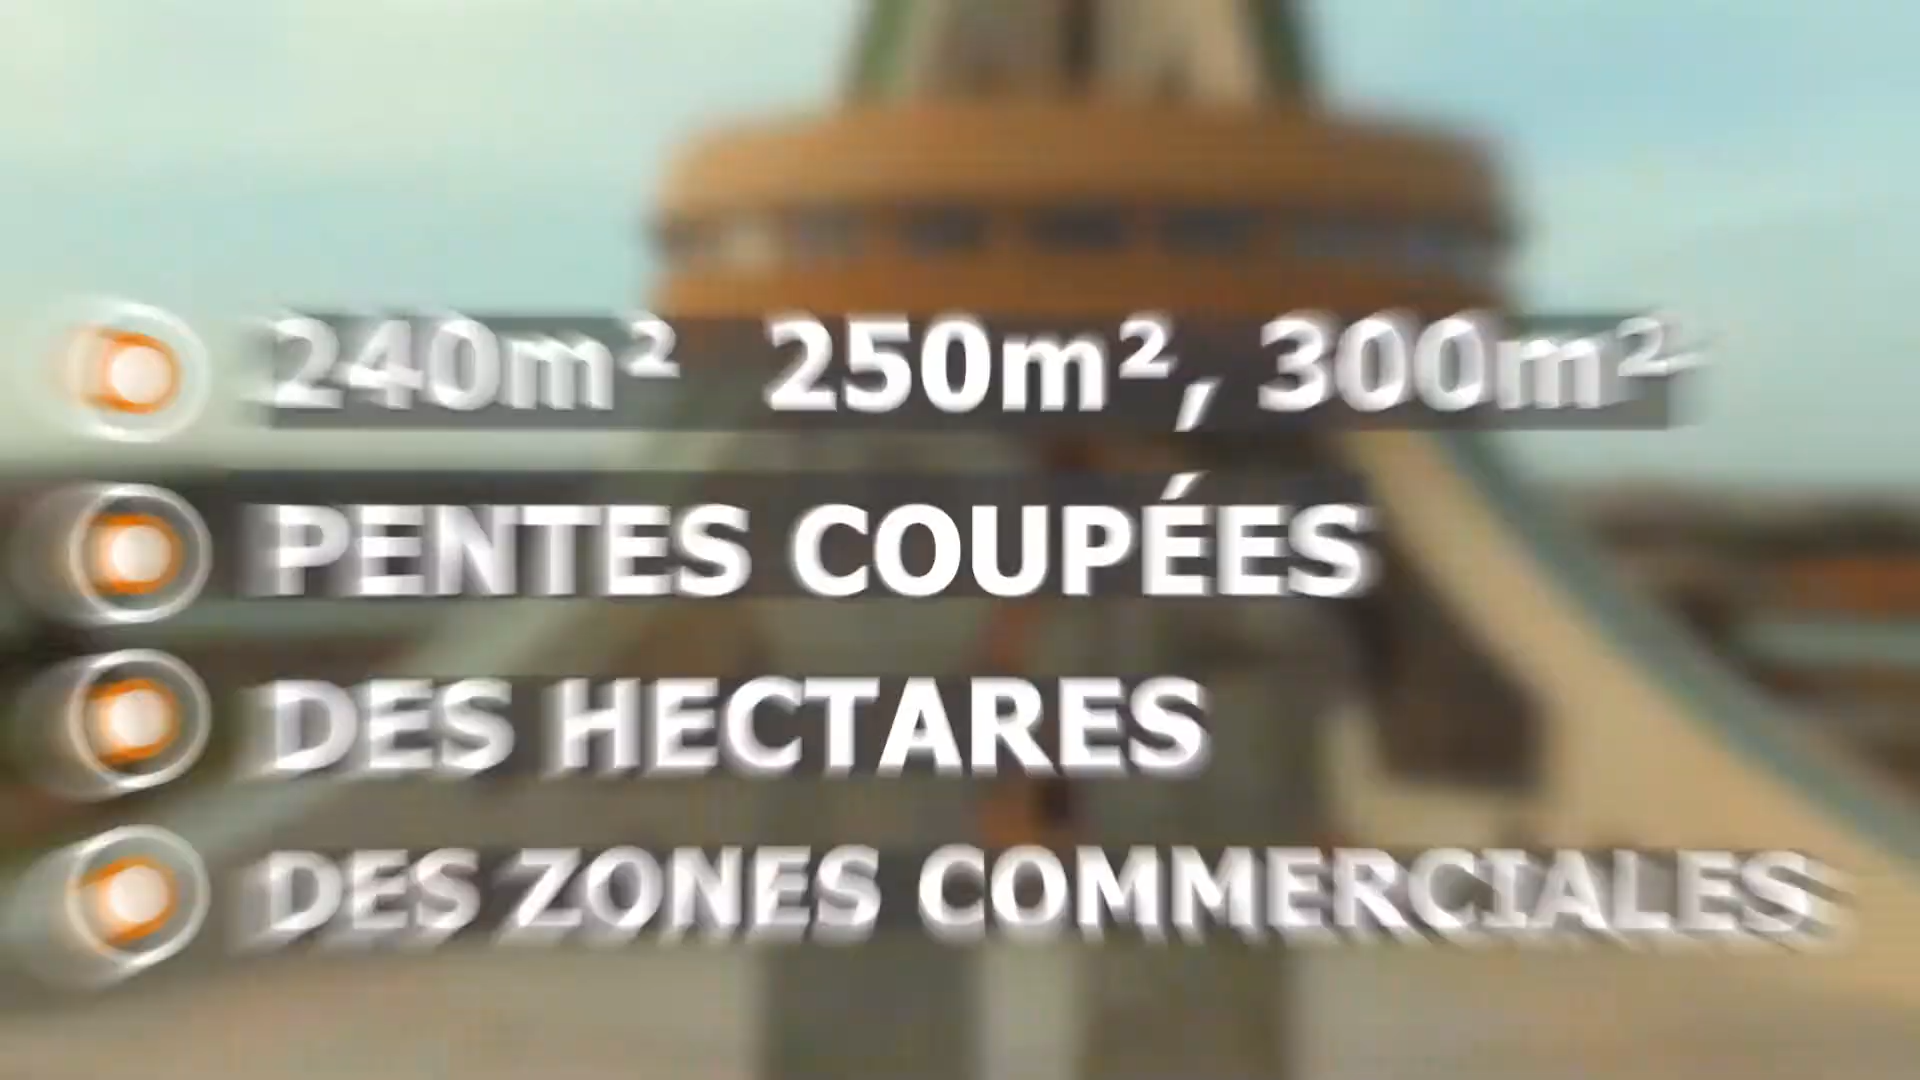 240m² 250m², 300m²
PENTES COUPÉES
DES HECTARES
DES ZONES COMMERCIALES